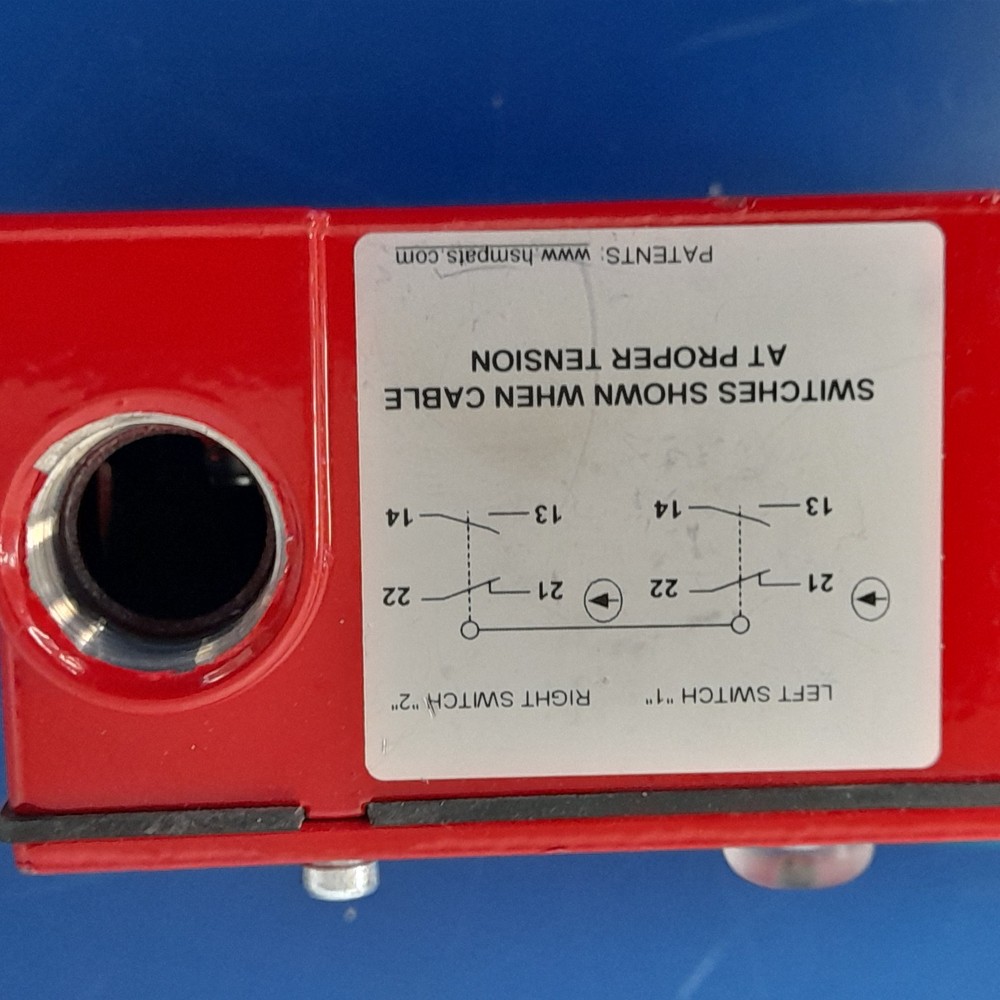 LEFT SWITCH "1" RIGHT SWITCH "2"
21 22 21 22
13 14 13 14
SWITCHES SHOWN WHEN CABLE
AT PROPER TENSION
PATENTS: www.hsmpats.com